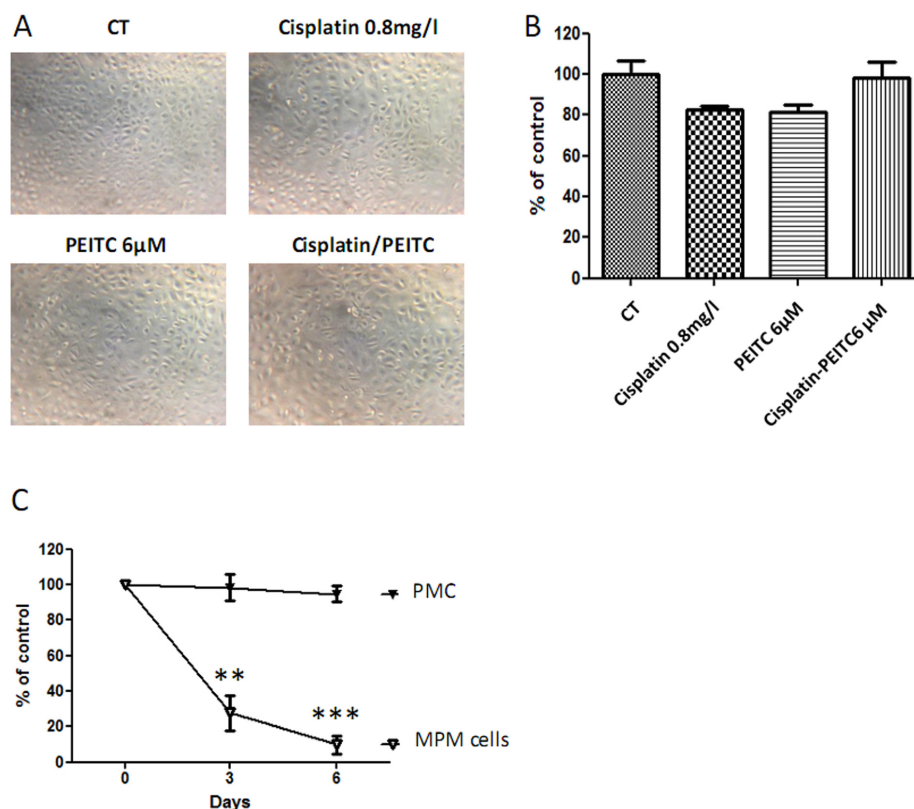 A
CT
Cisplatin 0.8mg/l
PEITC 6µM
Cisplatin/PEITC
B
% of control
120
100
80
60
40
20
0
CT
Cisplatin 0.8mg/l
PEITC 6µM
Cisplatin-PEITC6 µM
C
% of control
120
100
80
60
40
20
0
**
***
PMC
MPM cells
0 3 6
Days